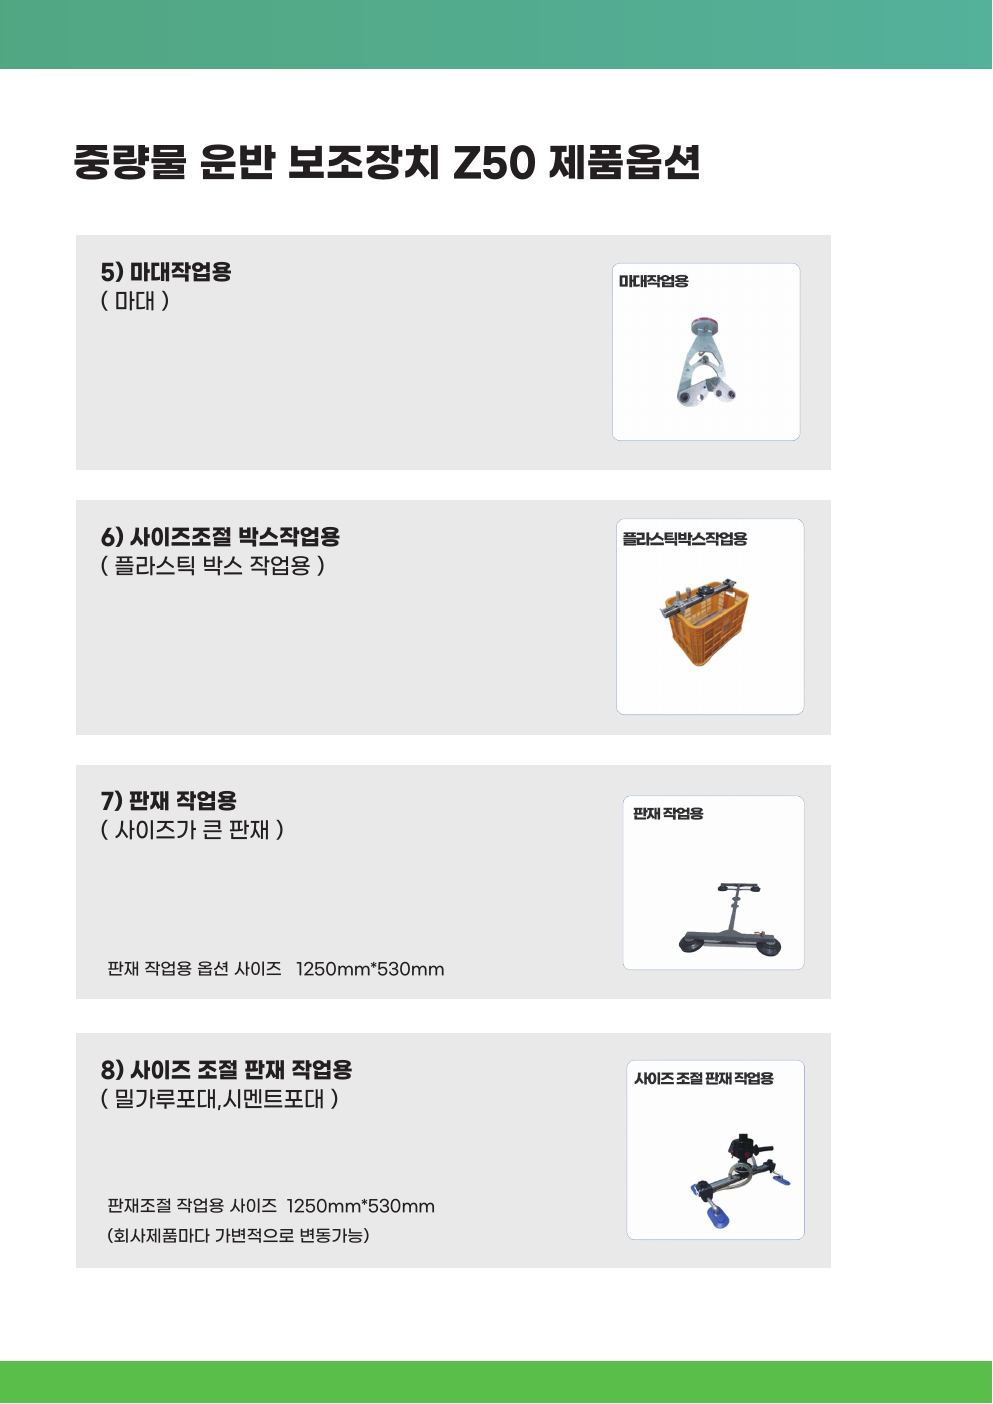 중량물 운반 보조장치 Z50 제품옵션
5) 마대작업용
( 마대 )
마대작업용
6) 사이즈조절 박스작업용
( 플라스틱 박스 작업용 )
플라스틱박스작업용
7) 판재 작업용
( 사이즈가 큰 판재 )
판재 작업용
판재 작업용 옵션 사이즈 1250mm*530mm
8) 사이즈 조절 판재 작업용
( 밀가루포대,시멘트포대 )
사이즈 조절 판재 작업용
판재조절 작업용 사이즈 1250mm*530mm
(회사제품마다 가변적으로 변동가능)